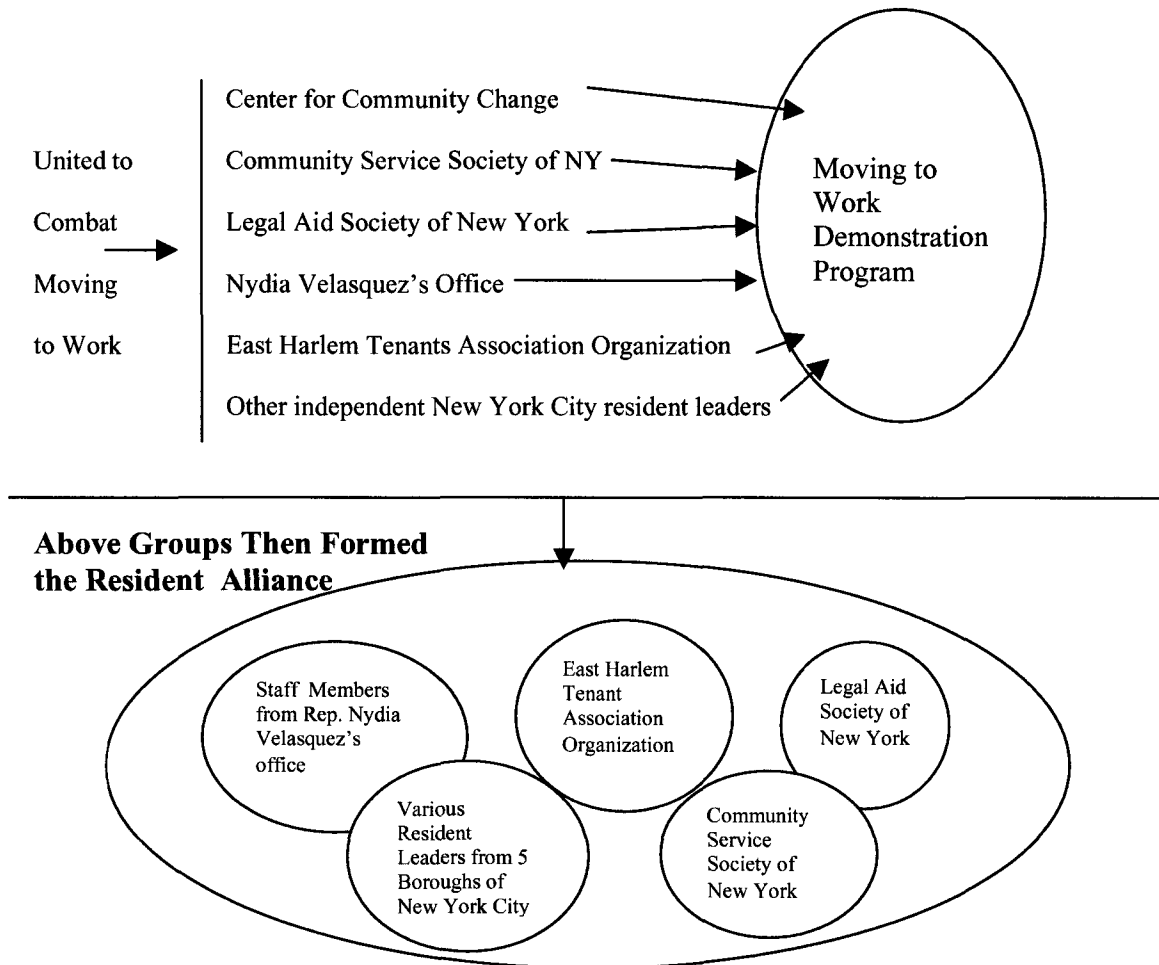 United to
Combat
Moving
to Work
Center for Community Change
Community Service Society of NY
Legal Aid Society of New York
Nydia Velasquez's Office
East Harlem Tenants Association Organization
Other independent New York City resident leaders
Moving to
Work
Demonstration
Program
Above Groups Then Formed
the Resident Alliance
Staff Members
from Rep. Nydia
Velasquez's
office
East Harlem
Tenant
Association
Organization
Legal Aid
Society of
New York
Various
Resident
Leaders from 5
Boroughs of
New York City
Community
Service
Society of
New York